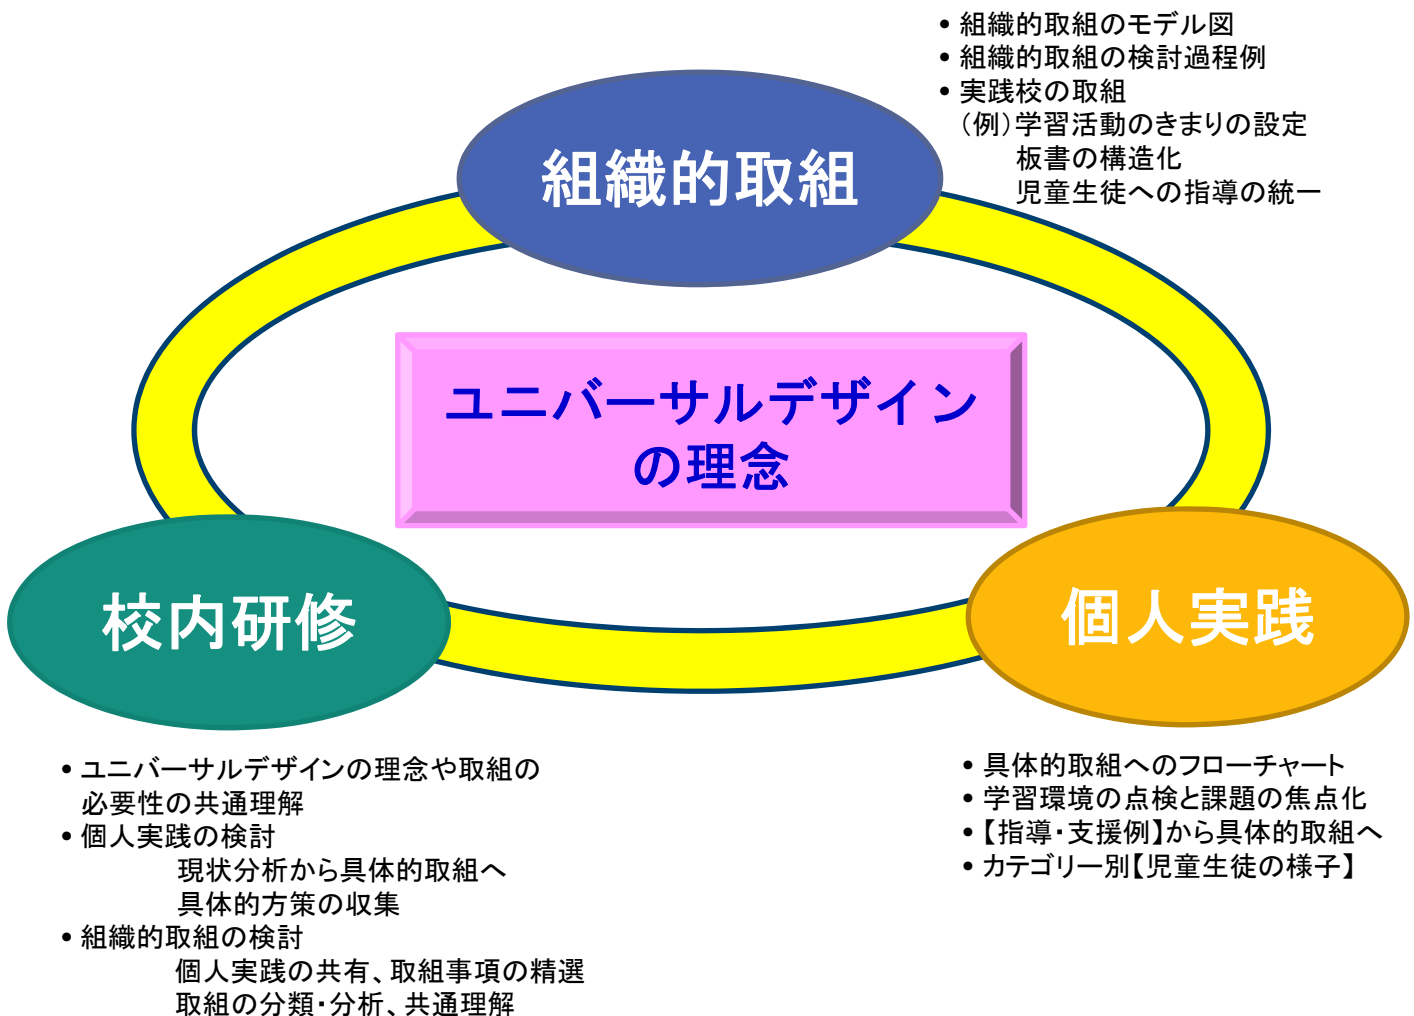 • 組織的取組のモデル図
• 組織的取組の検討過程例
• 実践校の取組
（例）学習活動のきまりの設定
板書の構造化
児童生徒への指導の統一
組織的取組
ユニバーサルデザイン
の理念
校内研修
個人実践
• ユニバーサルデザインの理念や取組の
必要性の共通理解
• 個人実践の検討
現状分析から具体的取組へ
具体的方策の収集
• 組織的取組の検討
個人実践の共有、取組事項の精選
取組の分類・分析、共通理解
• 具体的取組へのフローチャート
• 学習環境の点検と課題の焦点化
• 【指導・支援例】から具体的取組へ
• カテゴリー別【児童生徒の様子】